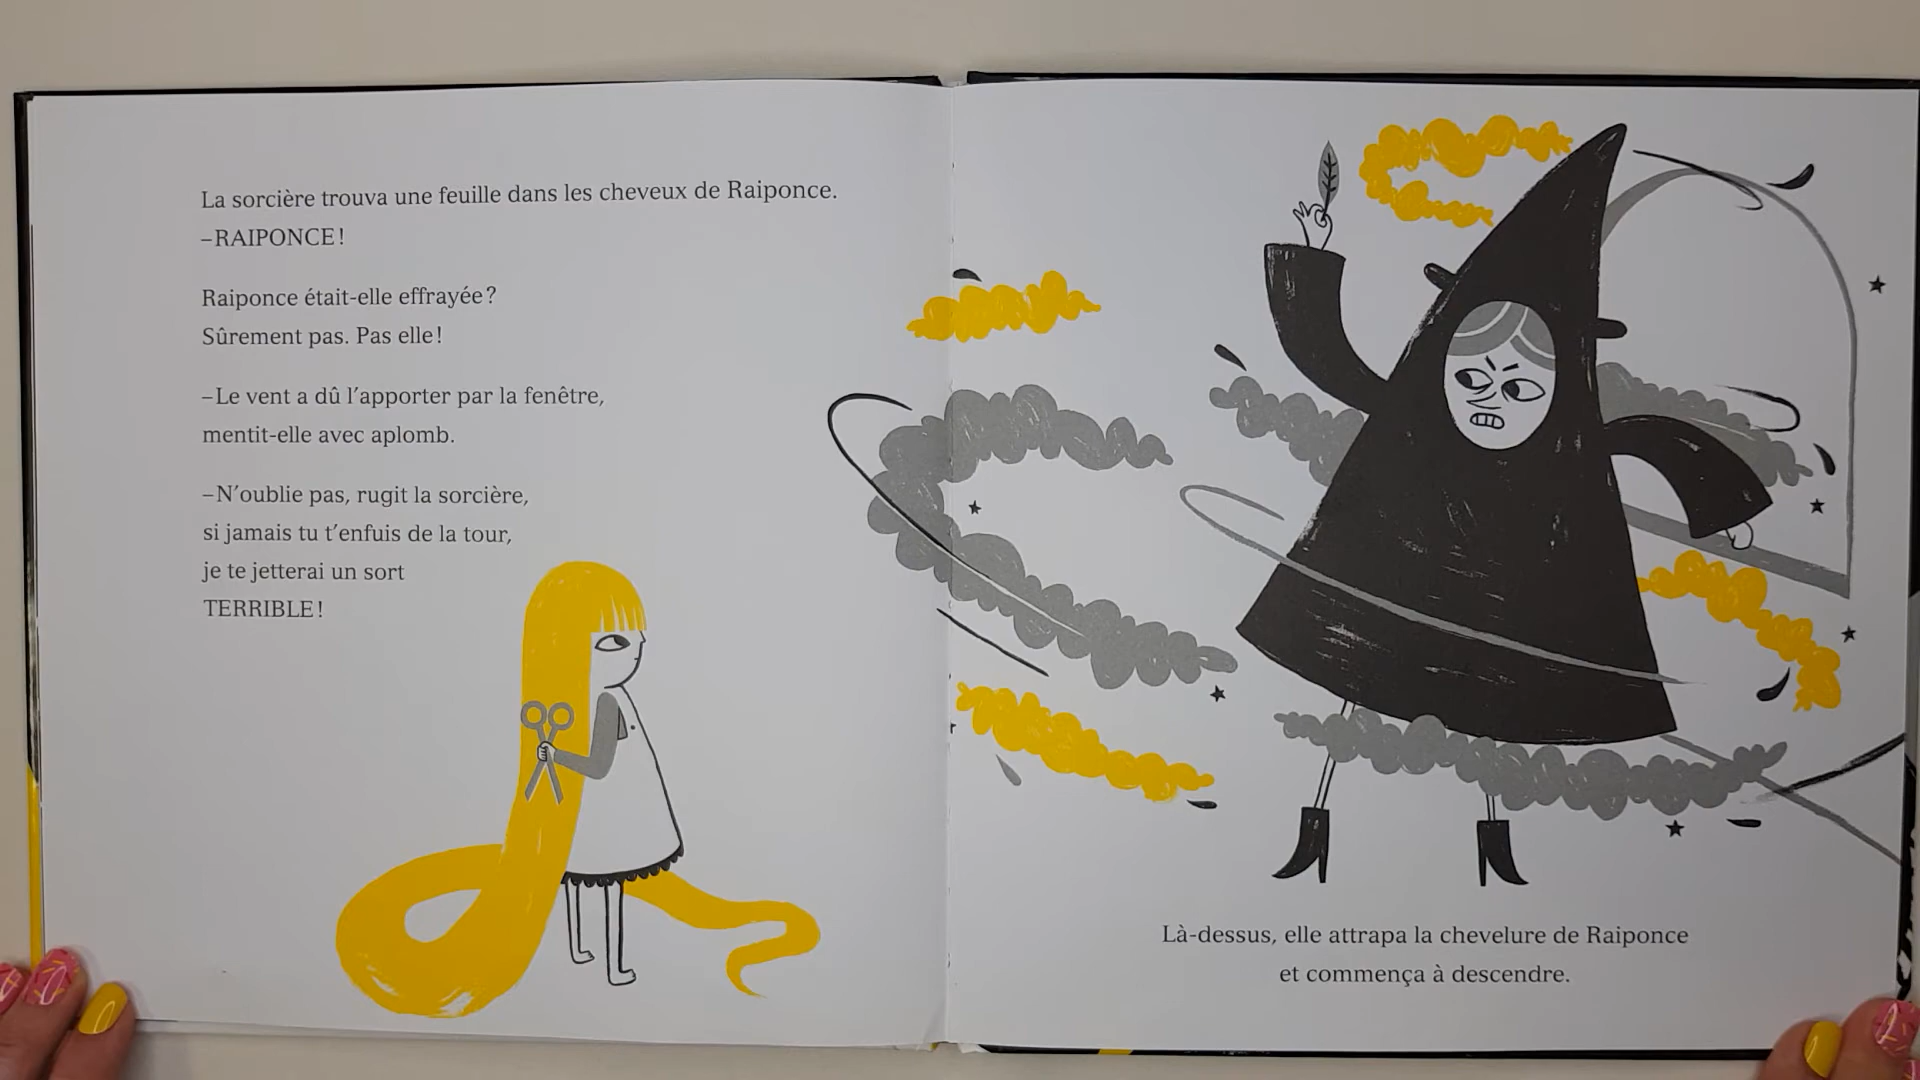 La sorcière trouva une feuille dans les cheveux de Raiponce.
–RAIPONCE !
Raiponce était-elle effrayée ?
Sûrement pas. Pas elle !
–Le vent a dû l’apporter par la fenêtre,
mentit-elle avec aplomb.
–N’oublie pas, rugit la sorcière,
si jamais tu t’enfuis de la tour,
je te jetterai un sort
TERRIBLE !
Là-dessus, elle attrapa la chevelure de Raiponce
et commença à descendre.